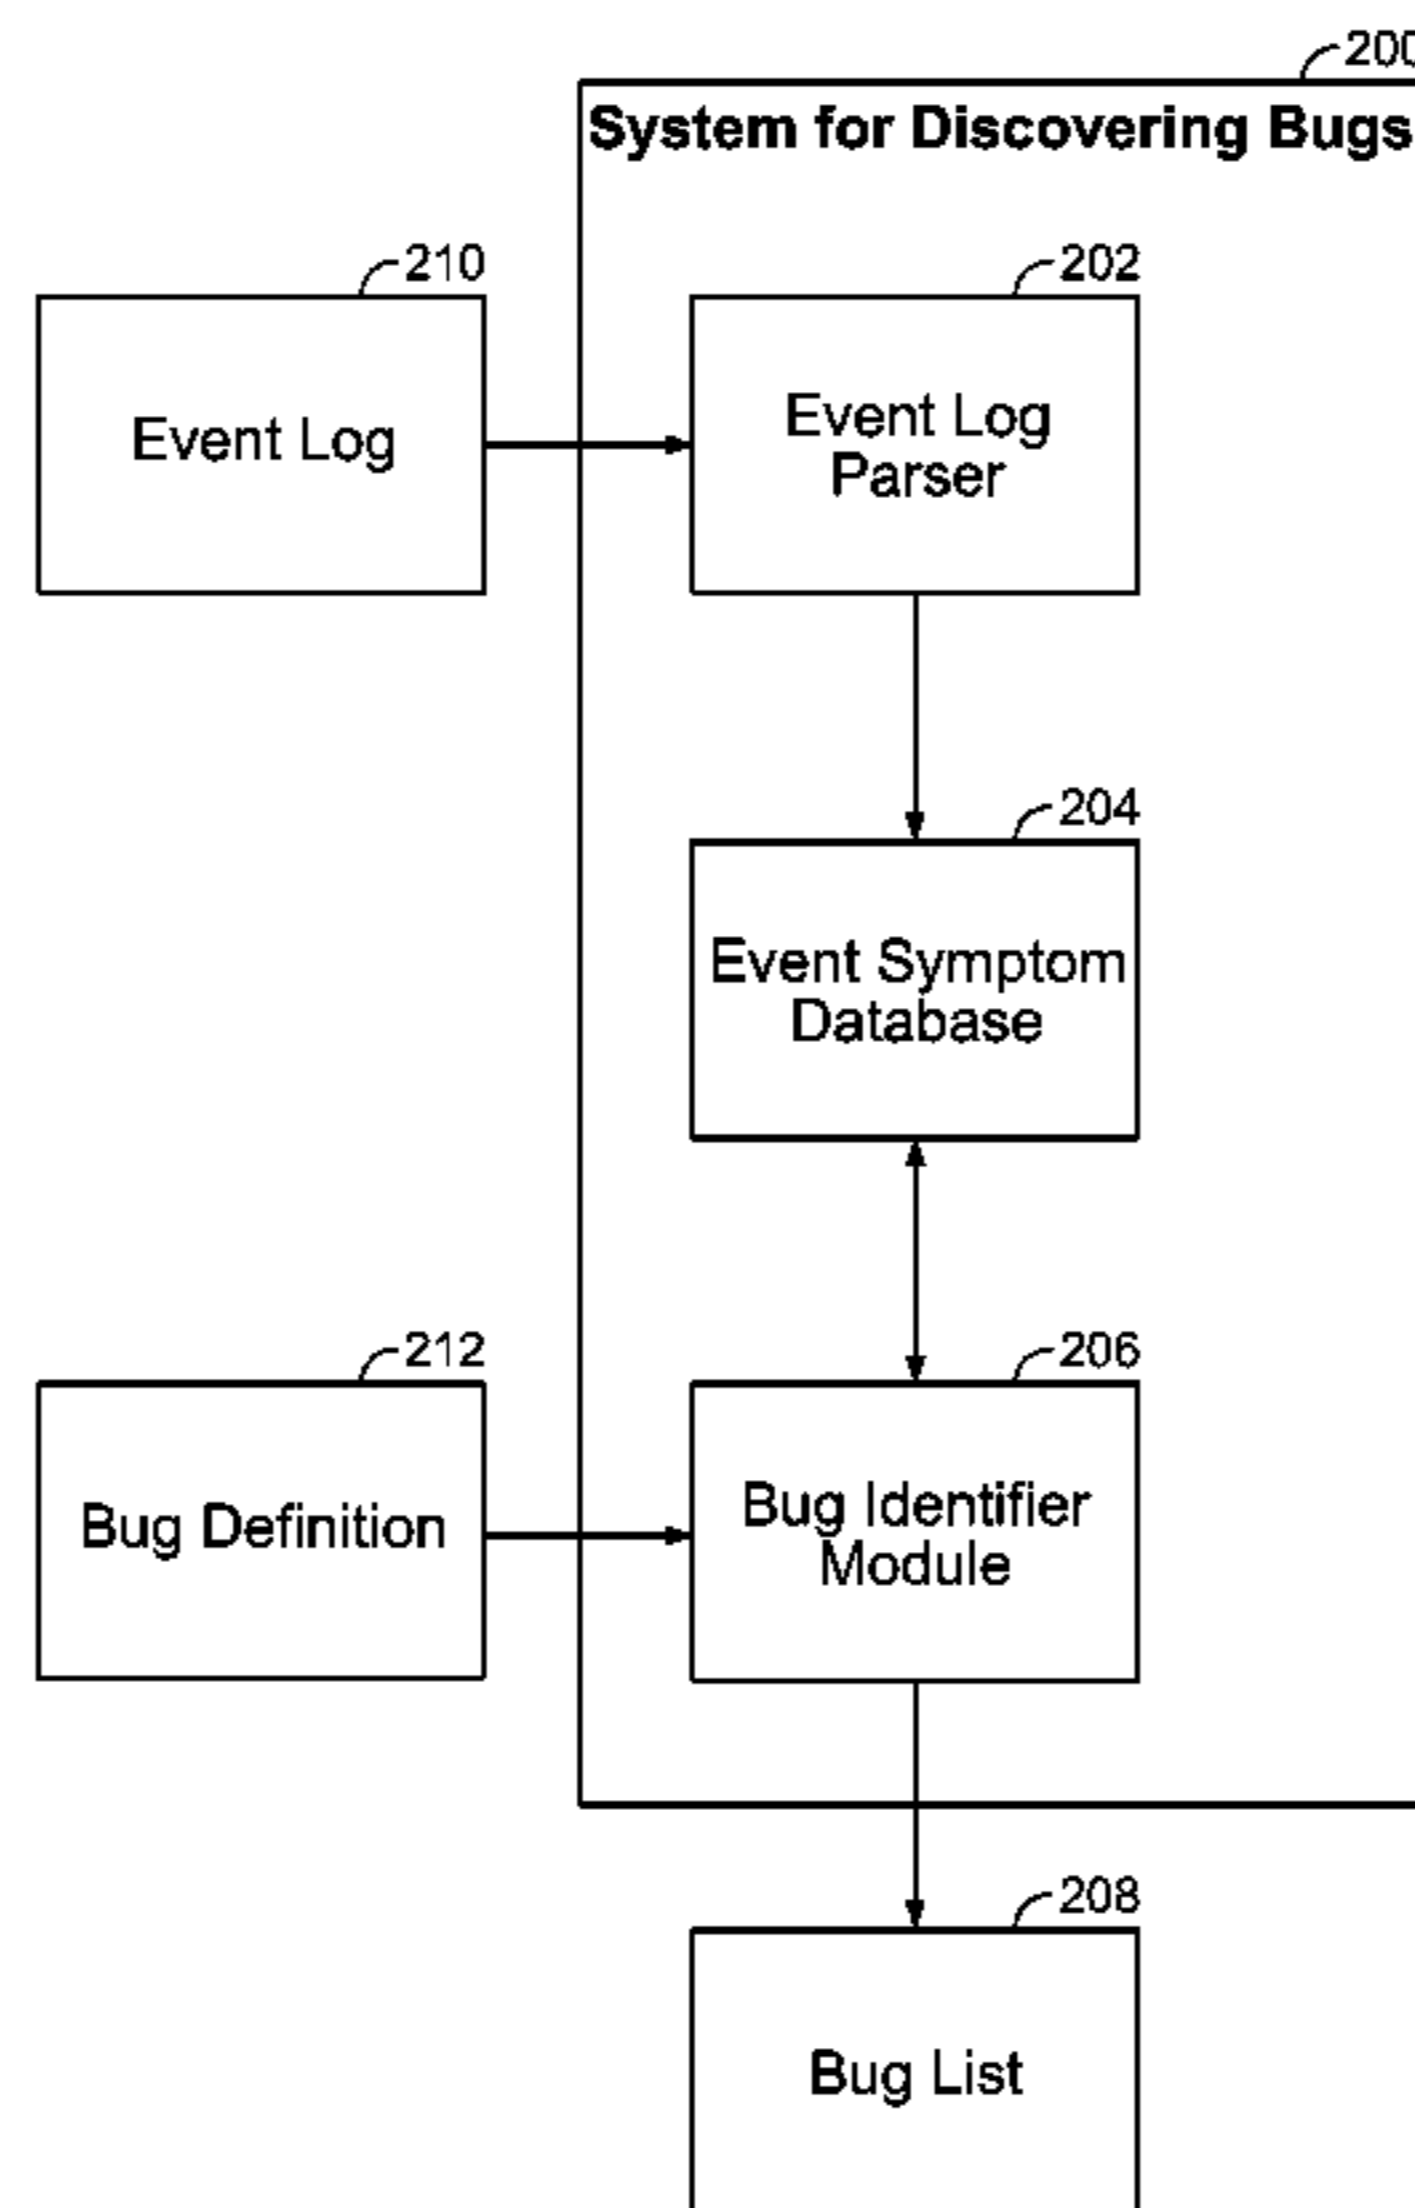 200
System for Discovering Bugs
210
202
Event Log
Event Log
Parser
204
Event Symptom
Database
212
206
Bug Definition
Bug Identifier
Module
208
Bug List